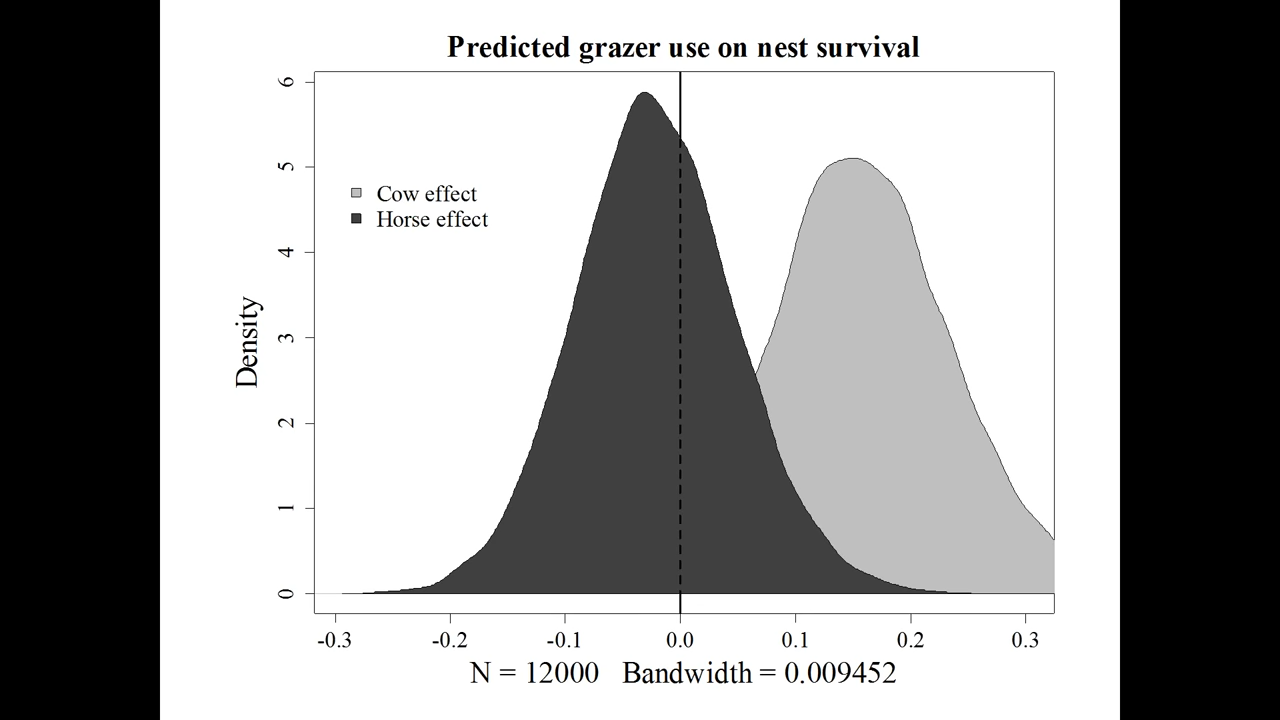 Predicted grazer use on nest survival
6
5
4
3
2
1
0
Density
Cow effect
Horse effect
-0.3 -0.2 -0.1 0.0 0.1 0.2 0.3
N = 12000 Bandwidth = 0.009452